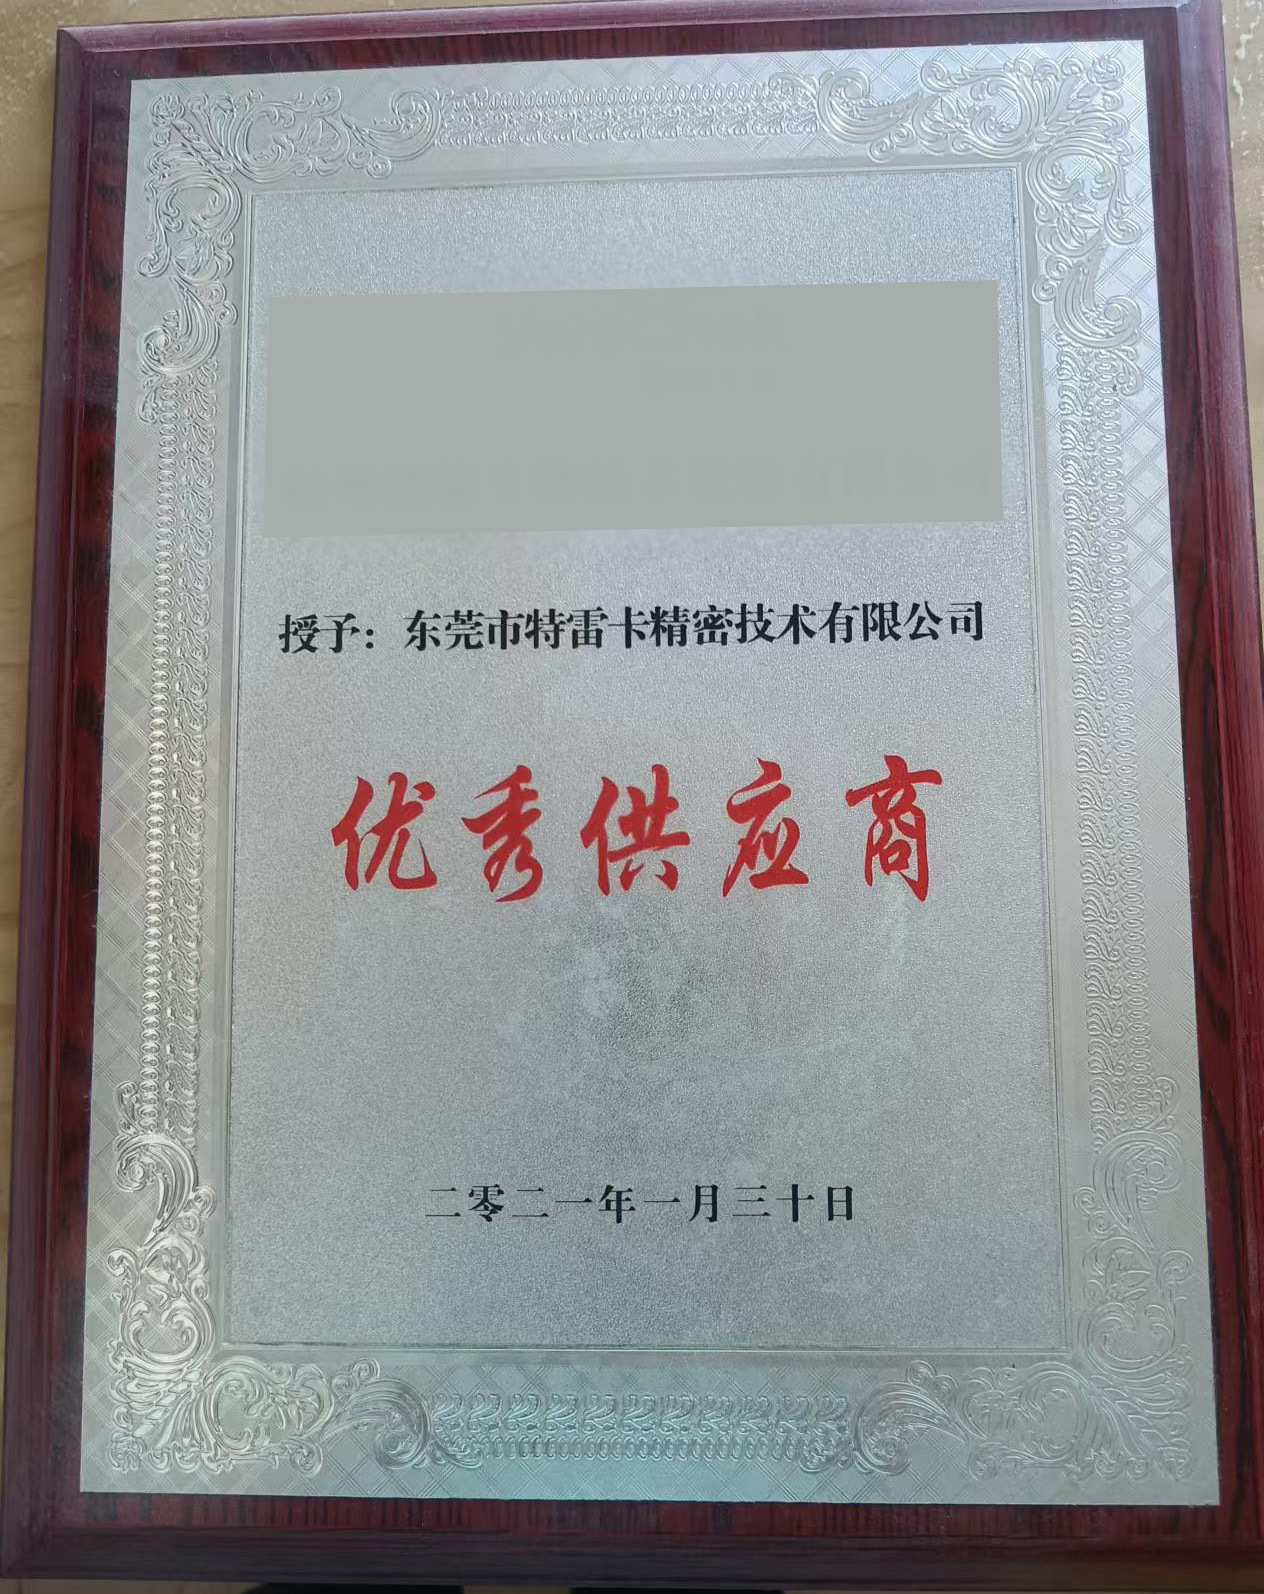 授予：东莞市特雷卡精密技术有限公司
优秀供应商
二零二一年一月三十日